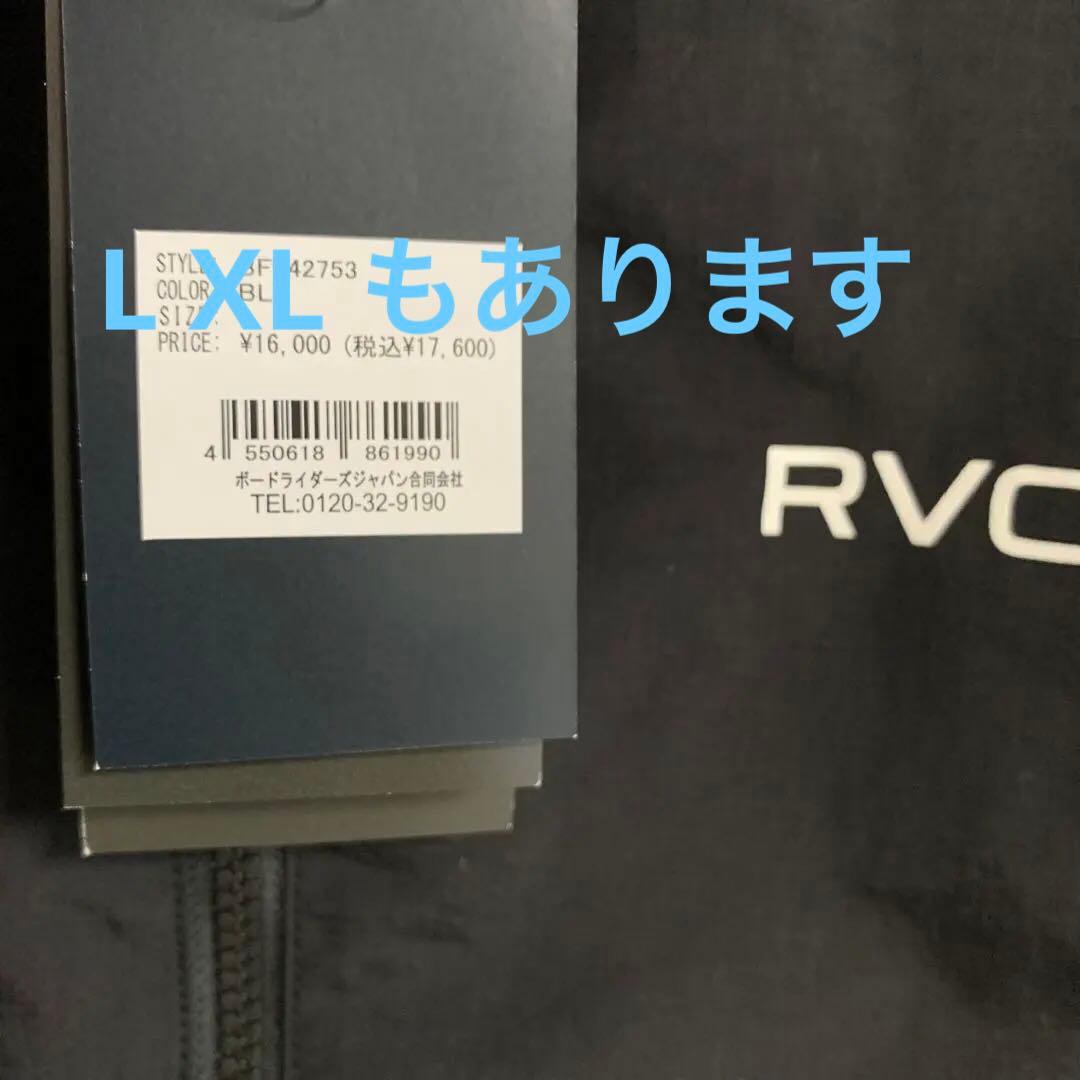 LXL もあります
STYLE: 42753
COLOR: BL
SIZE:
PRICE: ¥16,000 (税込¥17,600)
4 550618 861990
ボードライダーズジャパン合同会社
TEL:0120-32-9190
RVC